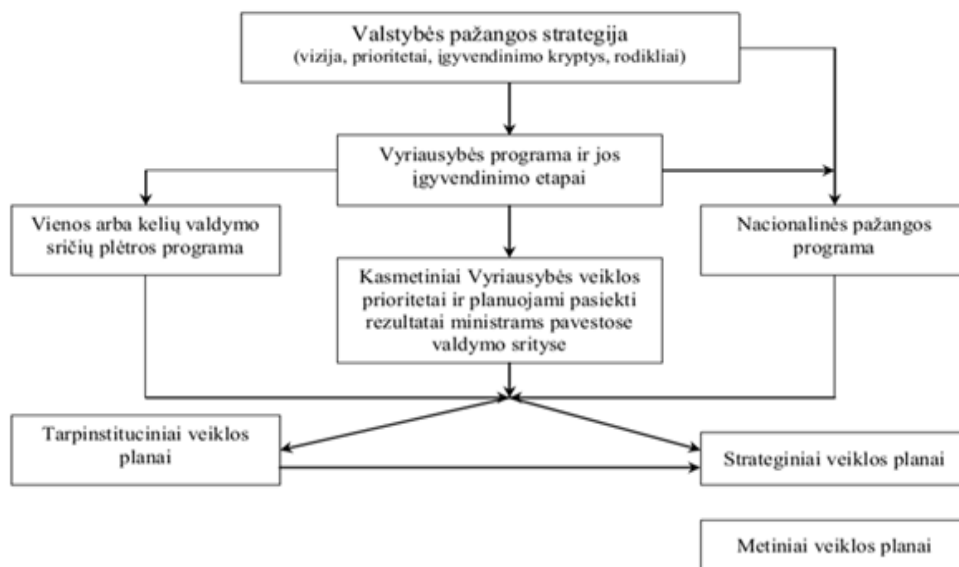 Valstybės pažangos strategija
(vizija, prioritetai, įgyvendinimo kryptys, rodikliai)
Vyriausybės programa ir jos
įgyvendinimo etapai
Vienos arba kelių valdymo
sričių plėtros programa
Nacionalinės pažangos
programa
Kasmetiniai Vyriausybės veiklos
prioritetai ir planuojami pasiekti
rezultatai ministrams pavestose
valdymo srityse
Tarpinstituciniai veiklos
planai
Strateginiai veiklos planai
Metiniai veiklos planai